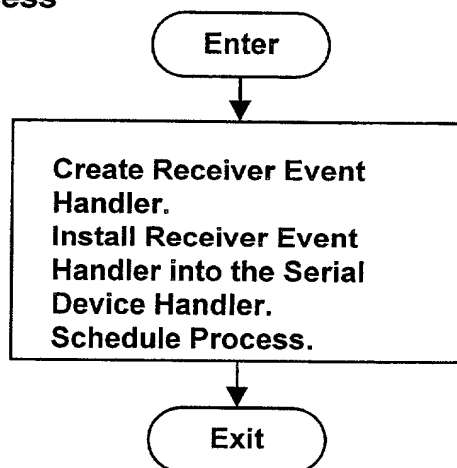 Enter
Create Receiver Event
Handler.
Install Receiver Event
Handler into the Serial
Device Handler.
Schedule Process.
Exit